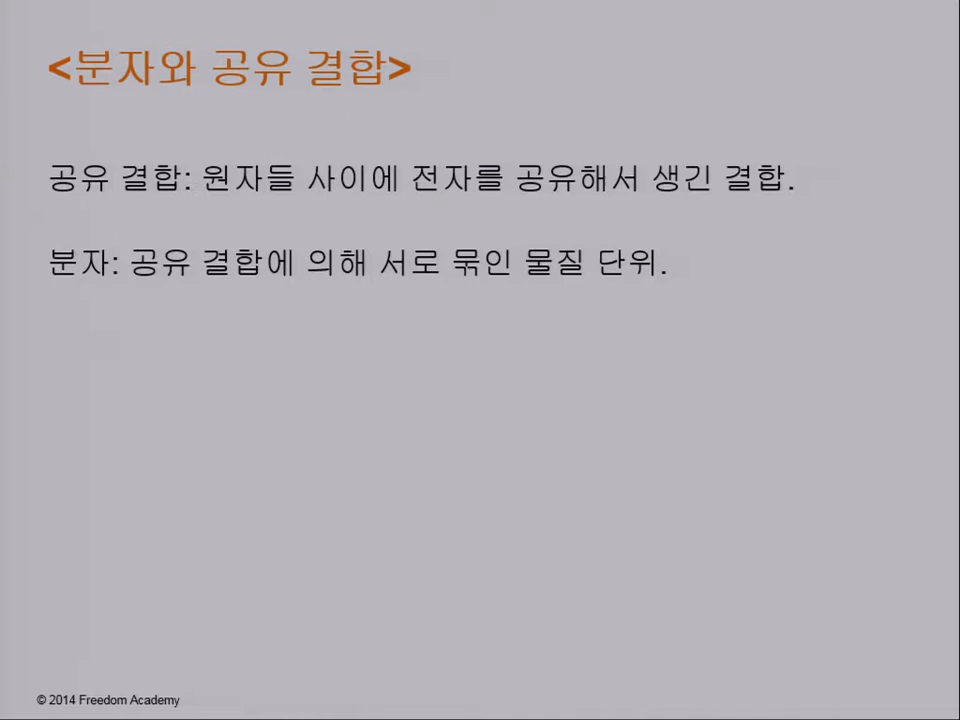 <분자와 공유 결합>
공유 결합: 원자들 사이에 전자를 공유해서 생긴 결합.
분자: 공유 결합에 의해 서로 묶인 물질 단위.
© 2014 Freedom Academy